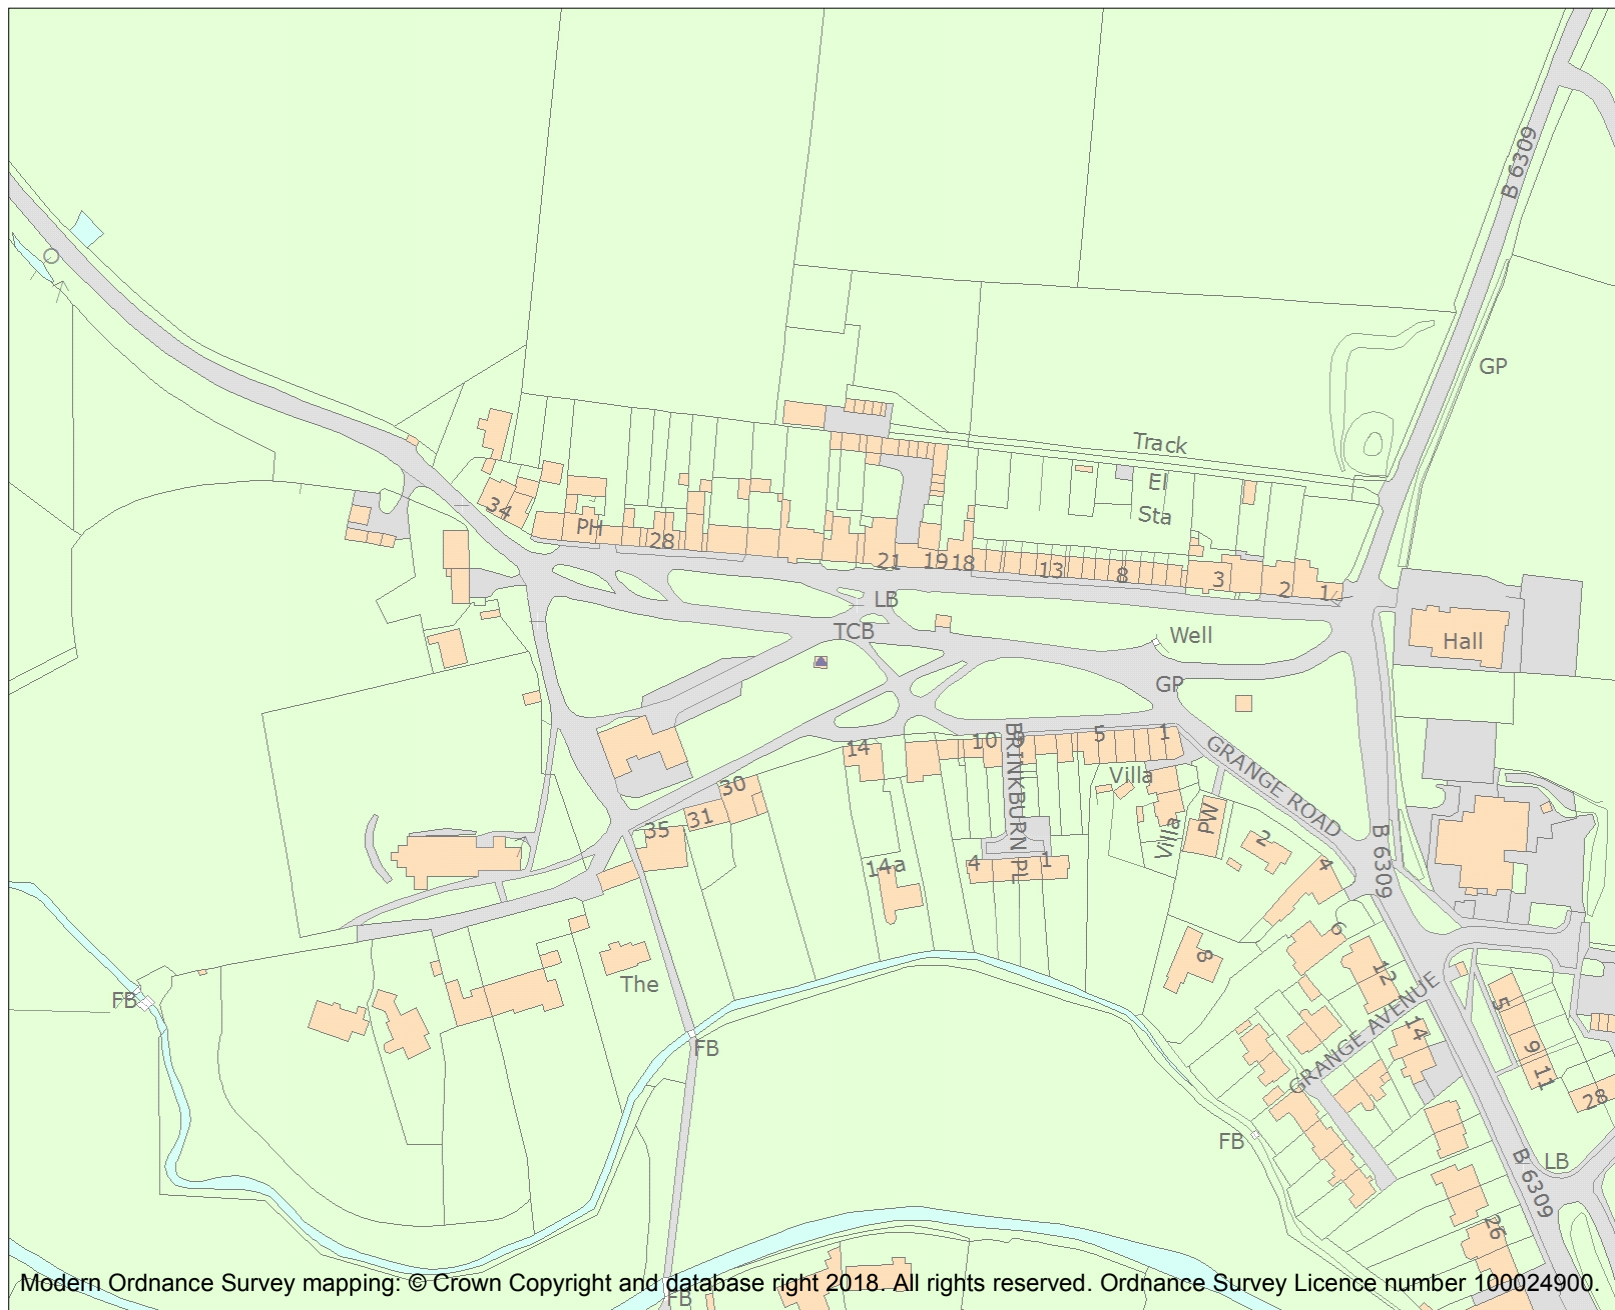 B 6309
GP
Track
El
Sta
34
PH
28
21
19
18
13
8
3
2
1
LB
TCB
Well
Hall
GP
14
10
9
5
1
BRINKBURN PL
GRANGE ROAD
Villa
Villa
PW
30
31
35
14a
4
1
2
4
B 6309
6
8
12
The
FB
FB
GRANGE AVENUE
14
5
9
11
28
FB
LB
B 6309
26
Modern Ordnance Survey mapping: © Crown Copyright and database right 2018. All rights reserved. Ordnance Survey Licence number 100024900.
FB